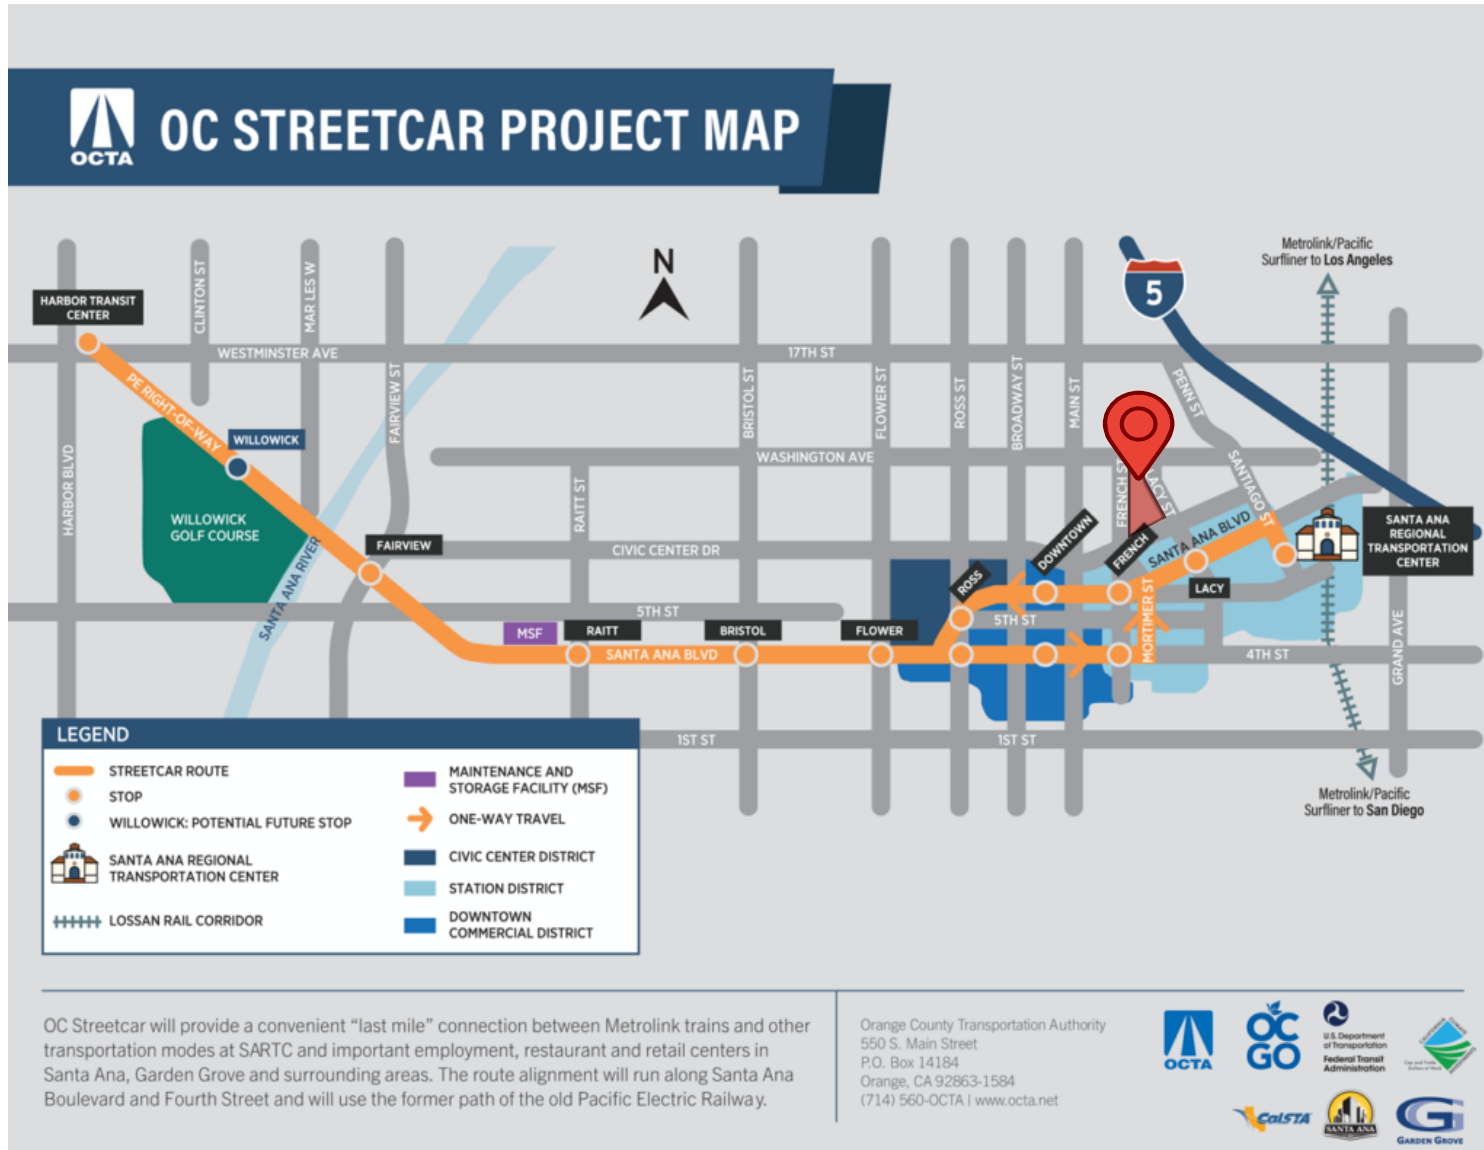 OCTA
OC STREETCAR PROJECT MAP
N
5
Metrolink/Pacific
Surfliner to Los Angeles
HARBOR TRANSIT
CENTER
CLINTON ST
MAR LES W
WESTMINSTER AVE
17TH ST
PE RIGHT-OF-WAY
FAIRVIEW ST
BRISTOL ST
FLOWER ST
ROSS ST
BROADWAY ST
MAIN ST
PENN ST
WILLOWICK
WASHINGTON AVE
HARBOR BLVD
RAITT ST
FRENCH ST
LACY ST
SANTIAGO ST
WILLOWICK
GOLF COURSE
SANTA ANA RIVER
FAIRVIEW
CIVIC CENTER DR
DOWNTOWN
FRENCH
SANTA ANA BLVD
SANTA ANA
REGIONAL
TRANSPORTATION
CENTER
ROSS
LACY
5TH ST
5TH ST
MORTIMER ST
MSF
RAITT
BRISTOL
FLOWER
SANTA ANA BLVD
4TH ST
GRAND AVE
1ST ST
1ST ST
Metrolink/Pacific
Surfliner to San Diego
LEGEND
STREETCAR ROUTE
STOP
WILLOWICK: POTENTIAL FUTURE STOP
SANTA ANA REGIONAL
TRANSPORTATION CENTER
LOSSAN RAIL CORRIDOR
MAINTENANCE AND
STORAGE FACILITY (MSF)
ONE-WAY TRAVEL
CIVIC CENTER DISTRICT
STATION DISTRICT
DOWNTOWN
COMMERCIAL DISTRICT
OC Streetcar will provide a convenient “last mile” connection between Metrolink trains and other
transportation modes at SARTC and important employment, restaurant and retail centers in
Santa Ana, Garden Grove and surrounding areas. The route alignment will run along Santa Ana
Boulevard and Fourth Street and will use the former path of the old Pacific Electric Railway.
Orange County Transportation Authority
550 S. Main Street
P.O. Box 14184
Orange, CA 92863-1584
(714) 560-OCTA | www.octa.net
OCTA
OC
GO
U.S. Department
of Transportation
Federal Transit
Administration
CalSTA
SANTA ANA
GARDEN GROVE